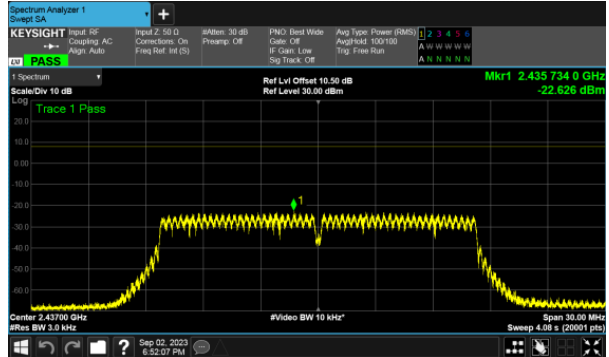 Spectrum Analyzer 1
Swept SA
+
KEYSIGHT Input: RF Input Z: 50 Ω #Atten: 30 dB PNO: Best Wide Avg Type: Power (RMS) 1 2 3 4 5 6
Coupling: AC Corrections: On Preamp: Off Gate: Off Avg|Hold: 100/100 A W W W W W
Align: Auto Freq Ref: Int (S) IF Gain: Low Trig: Free Run
Sig Track: Off A N N N N N
LXI PASS
1 Spectrum Ref Lvl Offset 10.50 dB Mkr1 2.435 734 0 GHz
Scale/Div 10 dB Ref Level 30.00 dBm -22.626 dBm
Log
Trace 1 Pass
20.0
10.0
0.00
-10.0
1
-20.0
-30.0
-40.0
-50.0
-60.0
Center 2.43700 GHz #Video BW 10 kHz* Span 30.00 MHz
#Res BW 3.0 kHz Sweep 4.08 s (20001 pts)
? Sep 02, 2023
6:52:07 PM